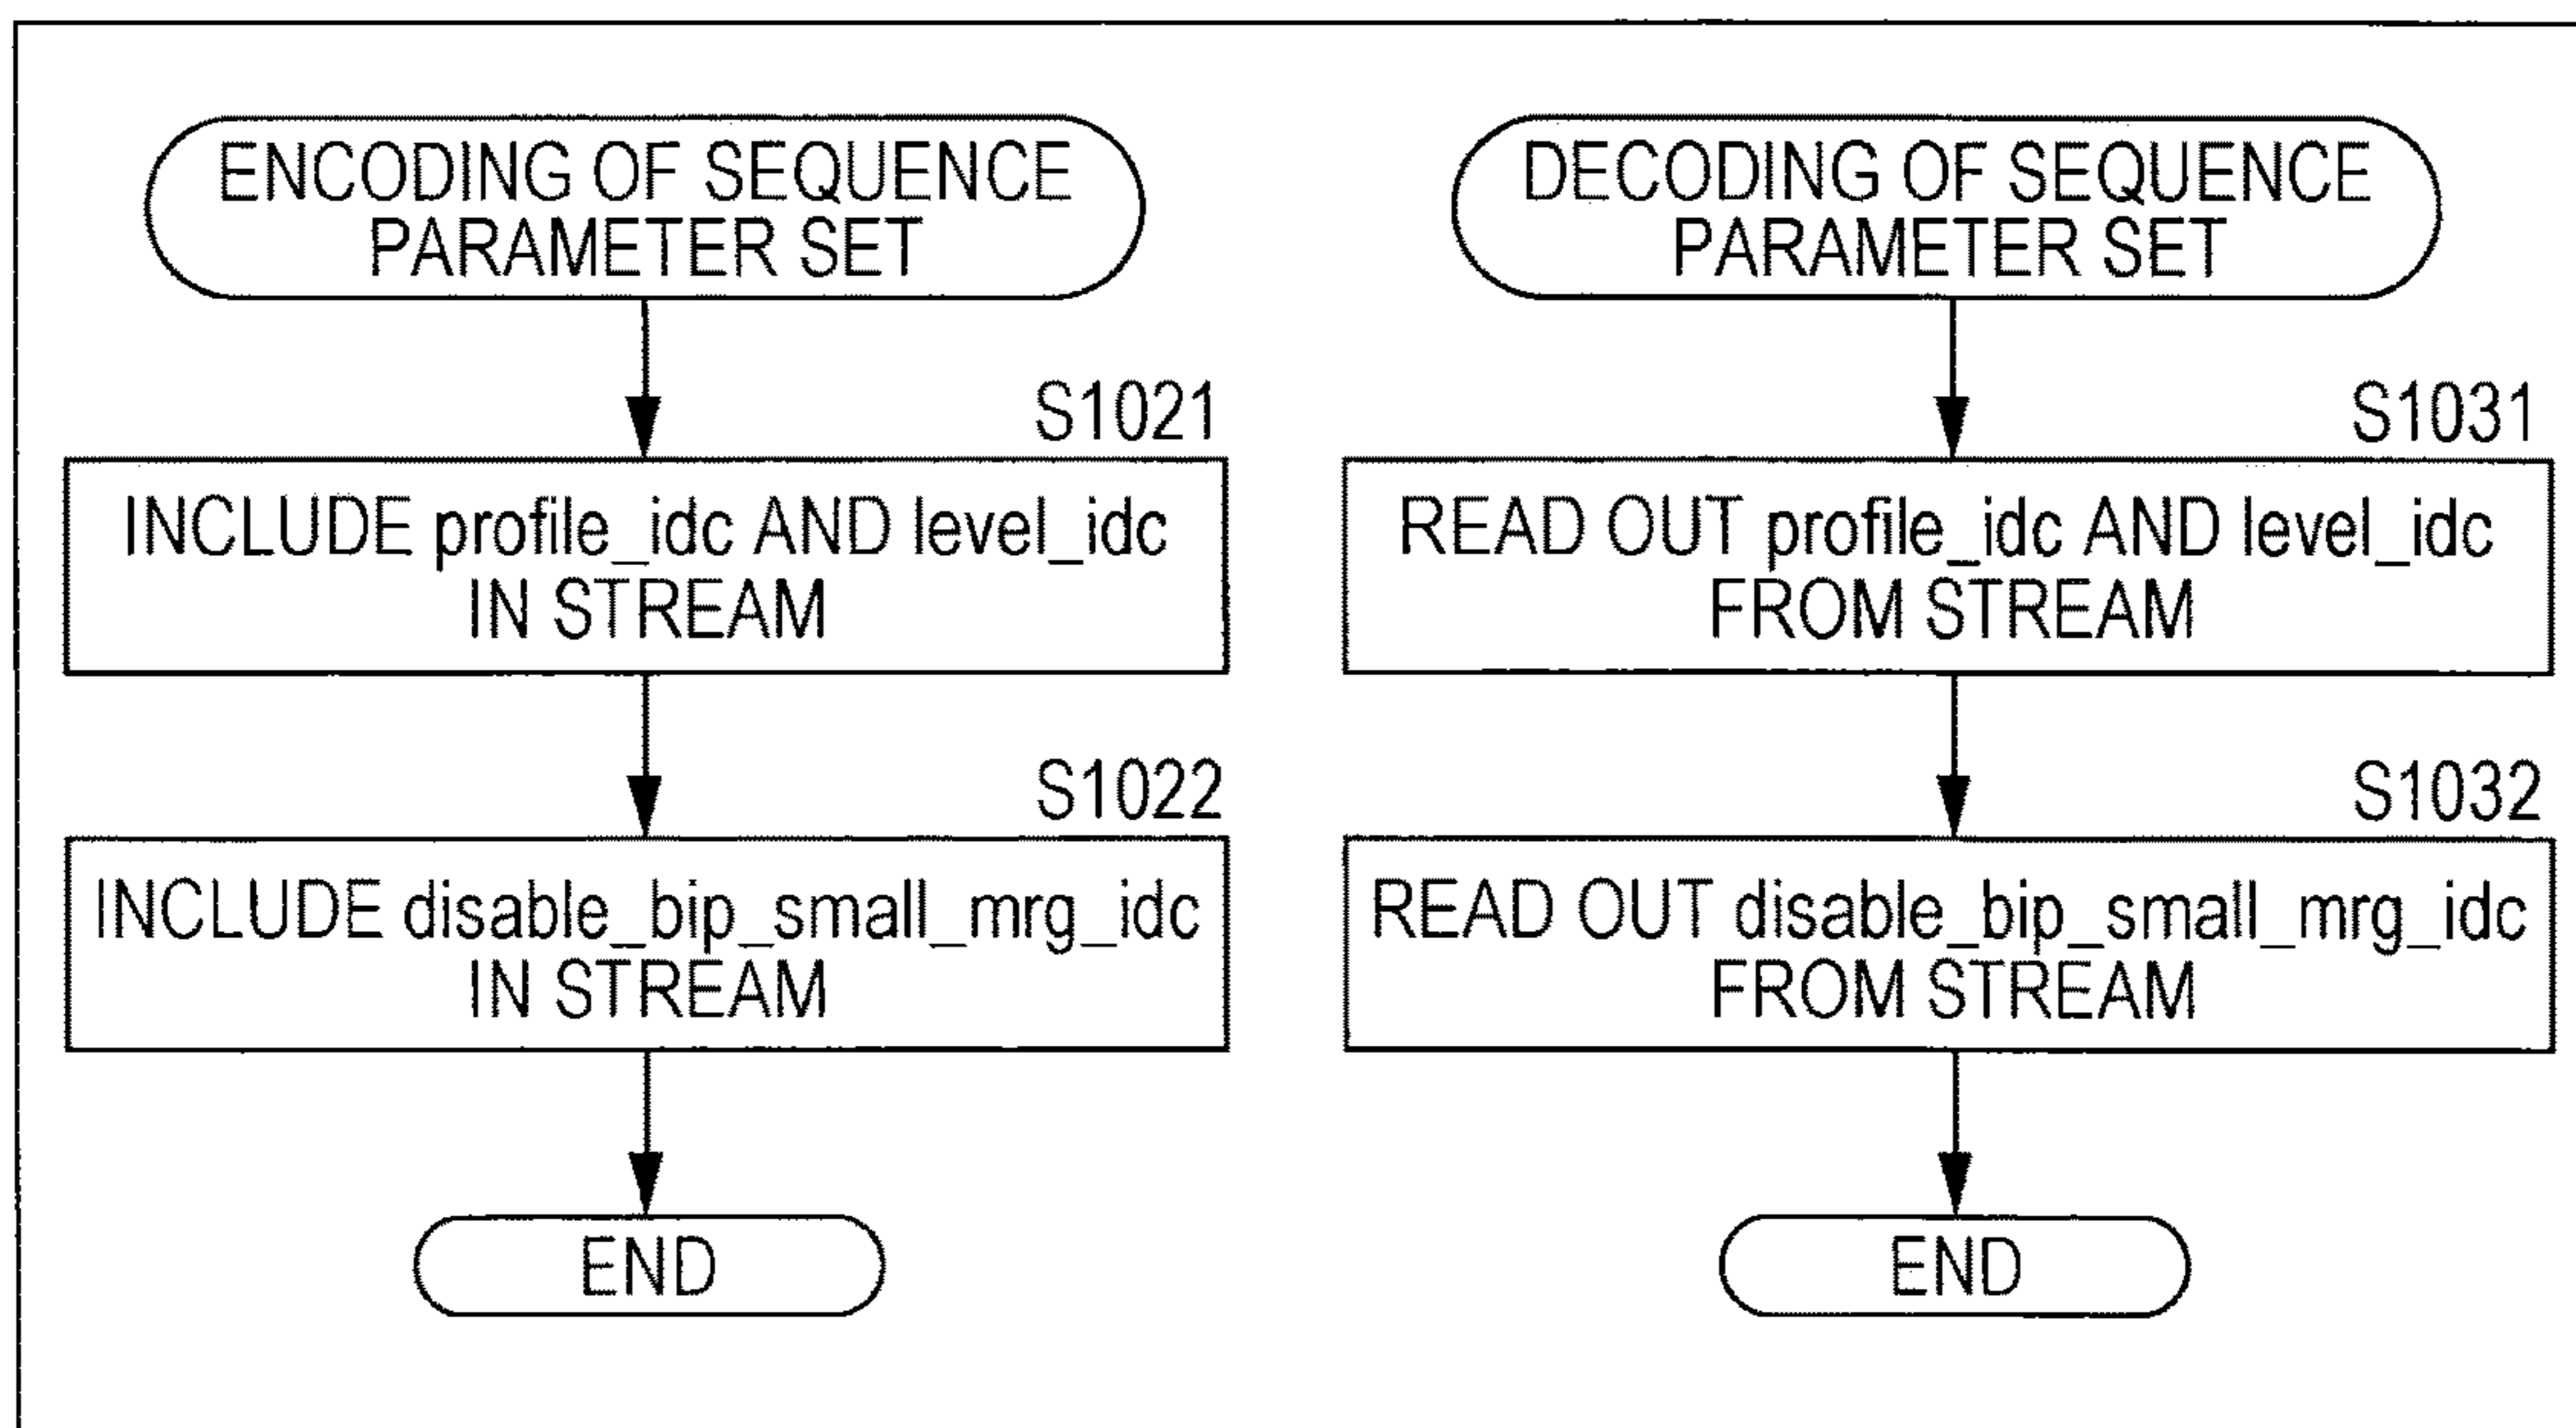 ENCODING OF SEQUENCE
PARAMETER SET
S1021
INCLUDE profile_idc AND level_idc
IN STREAM
S1022
INCLUDE disable_bip_small_mrg_idc
IN STREAM
END
DECODING OF SEQUENCE
PARAMETER SET
S1031
READ OUT profile_idc AND level_idc
FROM STREAM
S1032
READ OUT disable_bip_small_mrg_idc
FROM STREAM
END